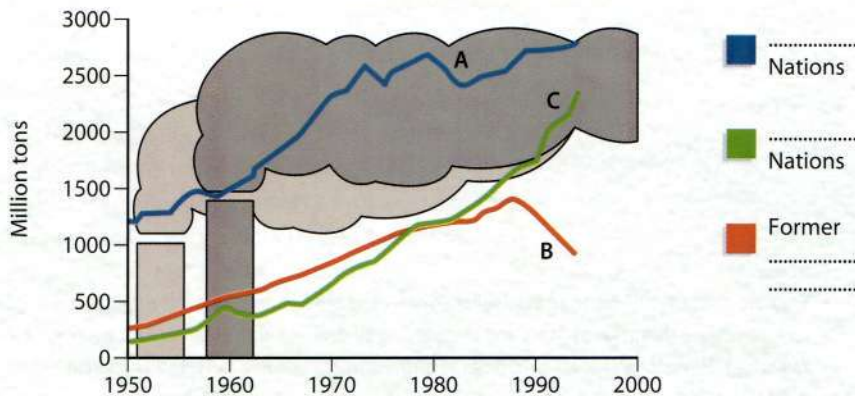 3000
2500
2000
1500
1000
500
0
Million tons
1950 1960 1970 1980 1990 2000
A
C
B
....................
Nations
....................
Nations
Former
....................
....................